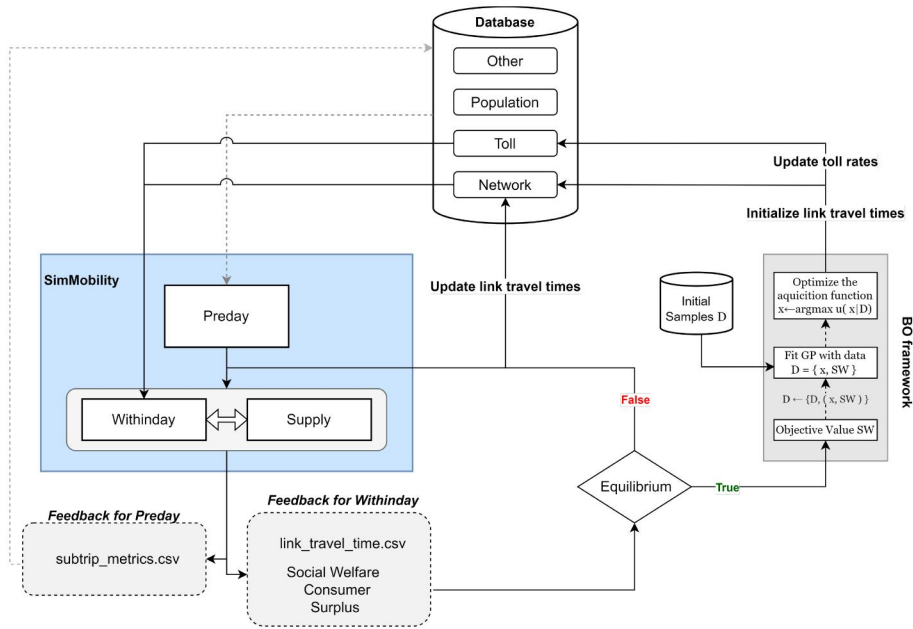 Database
Other
Population
Toll
Network
Update toll rates
Initialize link travel times
SimMobility
Preday
Update link travel times
Initial
Samples D
Optimize the
aquicition function
x←argmax u( x|D)
Fit GP with data
D = { x, SW }
D ← {D, ( x, SW ) }
Objective Value SW
BO framework
Withinday
Supply
False
Equilibrium
True
Feedback for Preday
subtrip_metrics.csv
Feedback for Withinday
link_travel_time.csv
Social Welfare
Consumer
Surplus